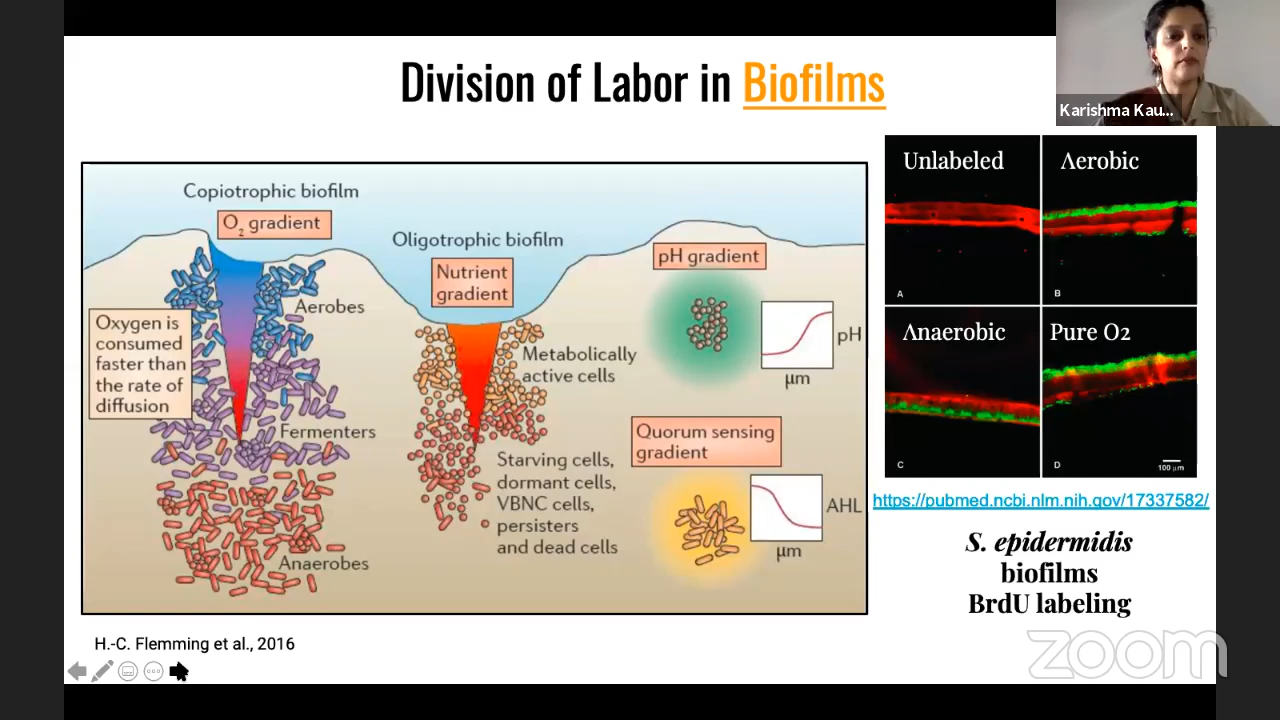 Division of Labor in Biofilms
Karishma Kau...
Copiotrophic biofilm
O₂ gradient
Oxygen is
consumed
faster than
the rate of
diffusion
Aerobes
Fermenters
Anaerobes
Oligotrophic biofilm
Nutrient
gradient
Metabolically
active cells
Starving cells,
dormant cells,
VBNC cells,
persisters
and dead cells
pH gradient
pH
µm
Quorum sensing
gradient
AHL
µm
H.-C. Flemming et al., 2016
Unlabeled
A
Aerobic
B
Anaerobic
C
Pure O2
D
100 µm
https://pubmed.ncbi.nlm.nih.gov/17337582/
S. epidermidis
biofilms
BrdU labeling
zoom